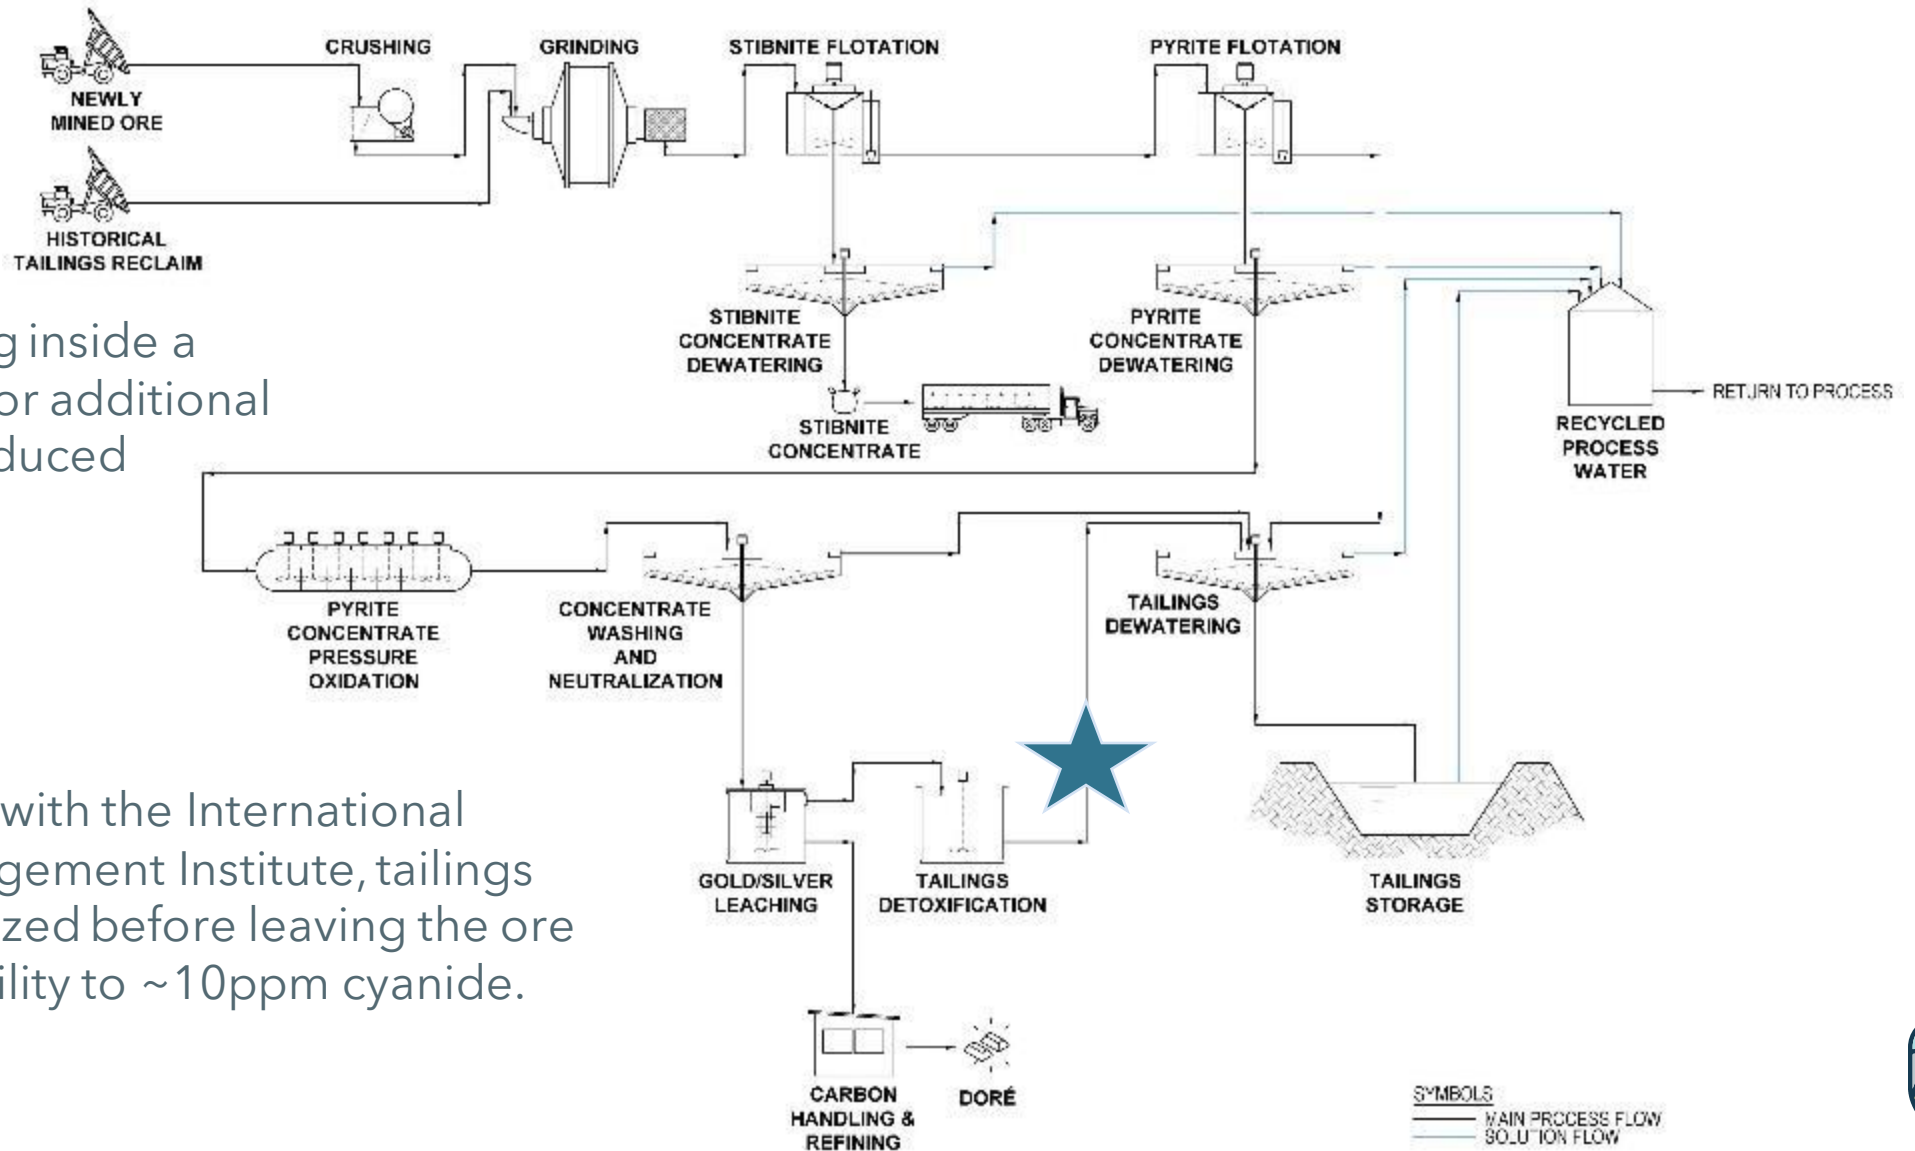 CRUSHING
GRINDING
STIBNITE FLOTATION
PYRITE FLOTATION
NEWLY
MINED ORE
HISTORICAL
TAILINGS RECLAIM
g inside a
or additional
duced
STIBNITE
CONCENTRATE
DEWATERING
PYRITE
CONCENTRATE
DEWATERING
STIBNITE
CONCENTRATE
RETURN TO PROCESS
RECYCLED
PROCESS
WATER
PYRITE
CONCENTRATE
PRESSURE
OXIDATION
CONCENTRATE
WASHING
AND
NEUTRALIZATION
TAILINGS
DEWATERING
with the International
gement Institute, tailings
zed before leaving the ore
ility to ~10ppm cyanide.
GOLD/SILVER
LEACHING
TAILINGS
DETOXIFICATION
TAILINGS
STORAGE
CARBON
HANDLING &
REFINING
DORÉ
SYMBOLS
MAIN PROCESS FLOW
SOLUTION FLOW